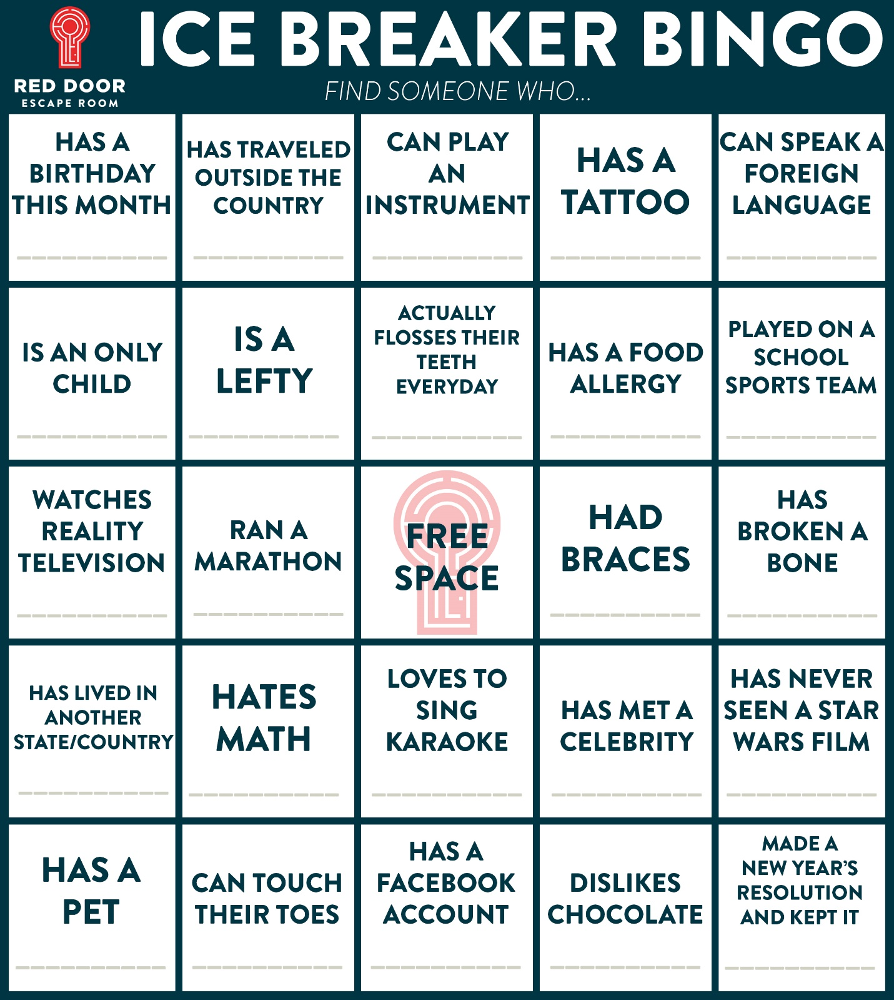 ICE BREAKER BINGO
RED DOOR
ESCAPE ROOM
FIND SOMEONE WHO...
HAS A
BIRTHDAY
THIS MONTH
HAS TRAVELED
OUTSIDE THE
COUNTRY
CAN PLAY
AN
INSTRUMENT
HAS A
TATTOO
CAN SPEAK A
FOREIGN
LANGUAGE
IS AN ONLY
CHILD
IS A
LEFTY
ACTUALLY
FLOSSES THEIR
TEETH
EVERYDAY
HAS A FOOD
ALLERGY
PLAYED ON A
SCHOOL
SPORTS TEAM
WATCHES
REALITY
TELEVISION
RAN A
MARATHON
FREE
SPACE
HAD
BRACES
HAS
BROKEN A
BONE
HAS LIVED IN
ANOTHER
STATE/COUNTRY
HATES
MATH
LOVES TO
SING
KARAOKE
HAS MET A
CELEBRITY
HAS NEVER
SEEN A STAR
WARS FILM
HAS A
PET
CAN TOUCH
THEIR TOES
HAS A
FACEBOOK
ACCOUNT
DISLIKES
CHOCOLATE
MADE A
NEW YEAR'S
RESOLUTION
AND KEPT IT